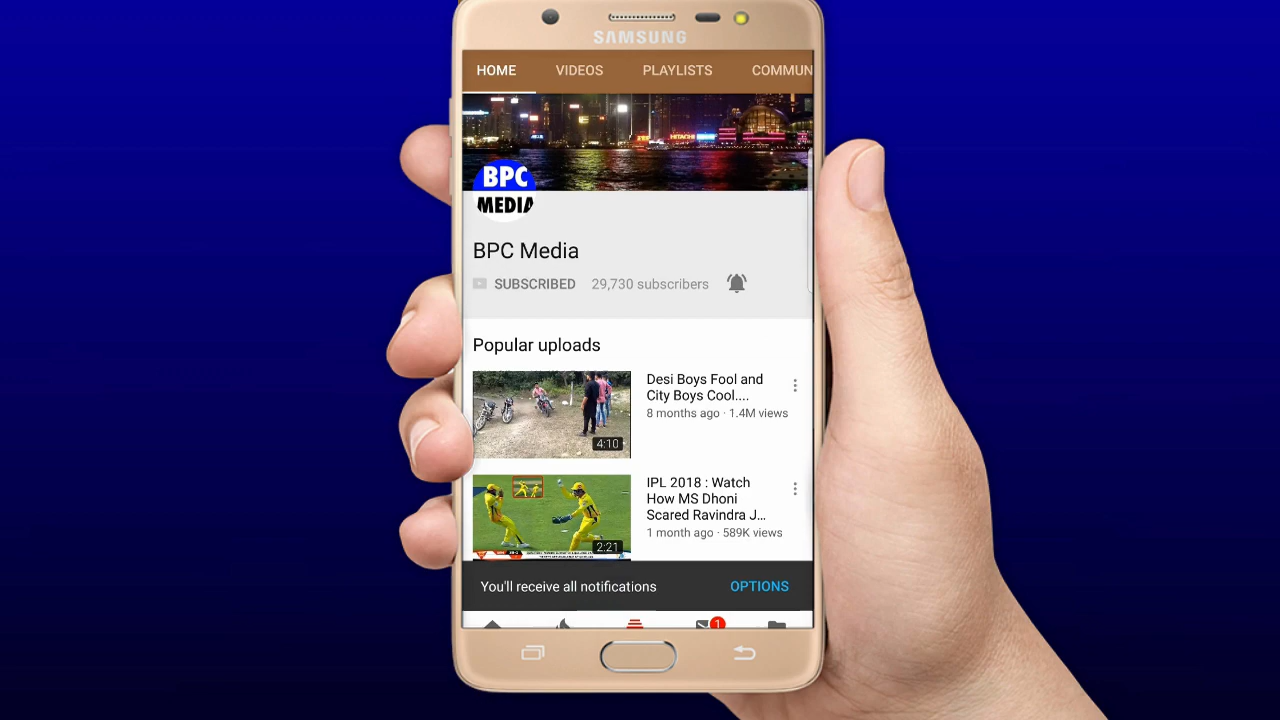 SAMSUNG
HOME VIDEOS PLAYLISTS COMMUN
HITACHI
BPC
MEDIA
BPC Media
SUBSCRIBED 29,730 subscribers
Popular uploads
Desi Boys Fool and
City Boys Cool....
8 months ago · 1.4M views
4:10
IPL 2018 : Watch
How MS Dhoni
Scared Ravindra J...
1 month ago · 589K views
2:21
You'll receive all notifications OPTIONS
1